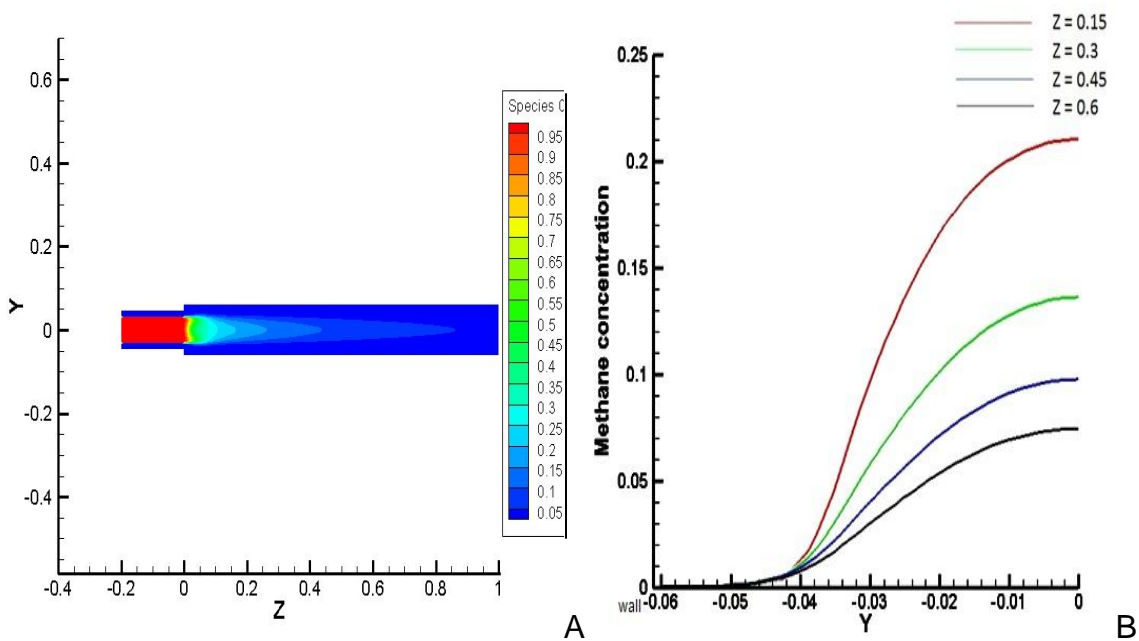 0.6
0.4
0.2
0
-0.2
-0.4
Y
-0.4 -0.2 0 0.2 0.4 0.6 0.8 1
Z
Species C
0.95
0.9
0.85
0.8
0.75
0.7
0.65
0.6
0.55
0.5
0.45
0.4
0.35
0.3
0.25
0.2
0.15
0.1
0.05
A
Z = 0.15
Z = 0.3
Z = 0.45
Z = 0.6
0.25
0.2
0.15
0.1
0.05
0
Methane concentration
wall -0.06 -0.05 -0.04 -0.03 -0.02 -0.01 0
Y
B